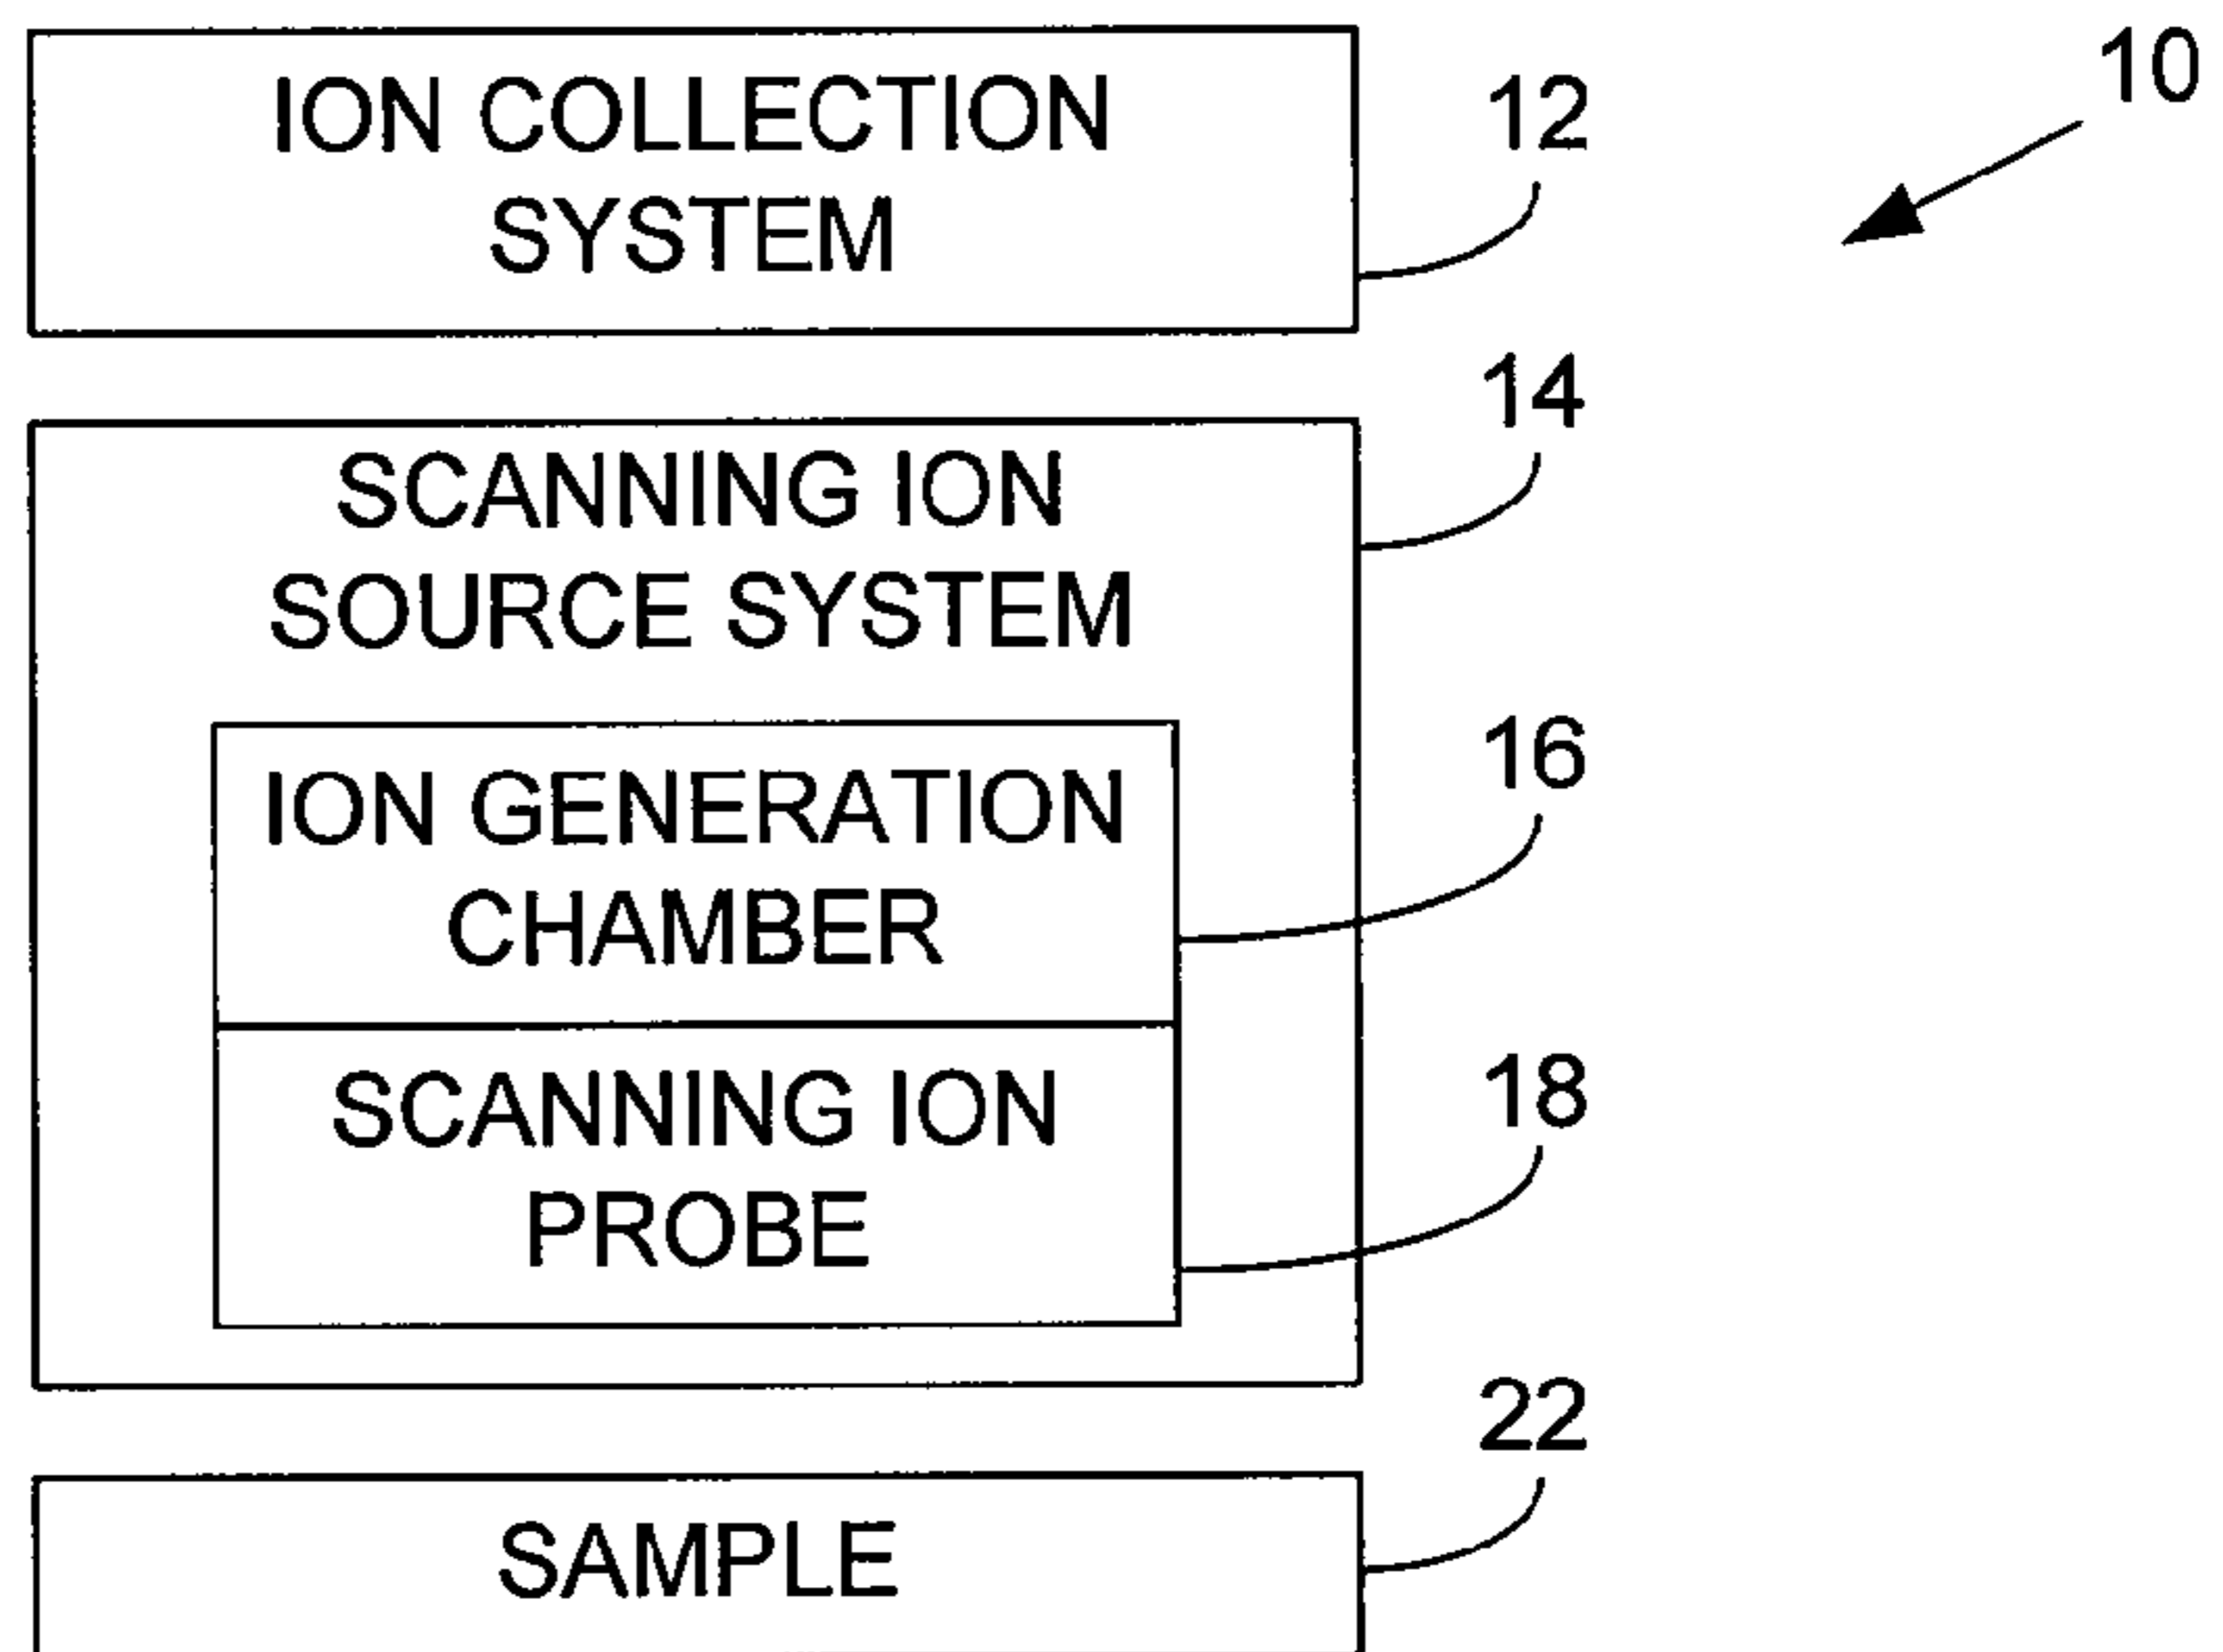 10
ION COLLECTION
SYSTEM
12
14
SCANNING ION
SOURCE SYSTEM
16
ION GENERATION
CHAMBER
18
SCANNING ION
PROBE
22
SAMPLE